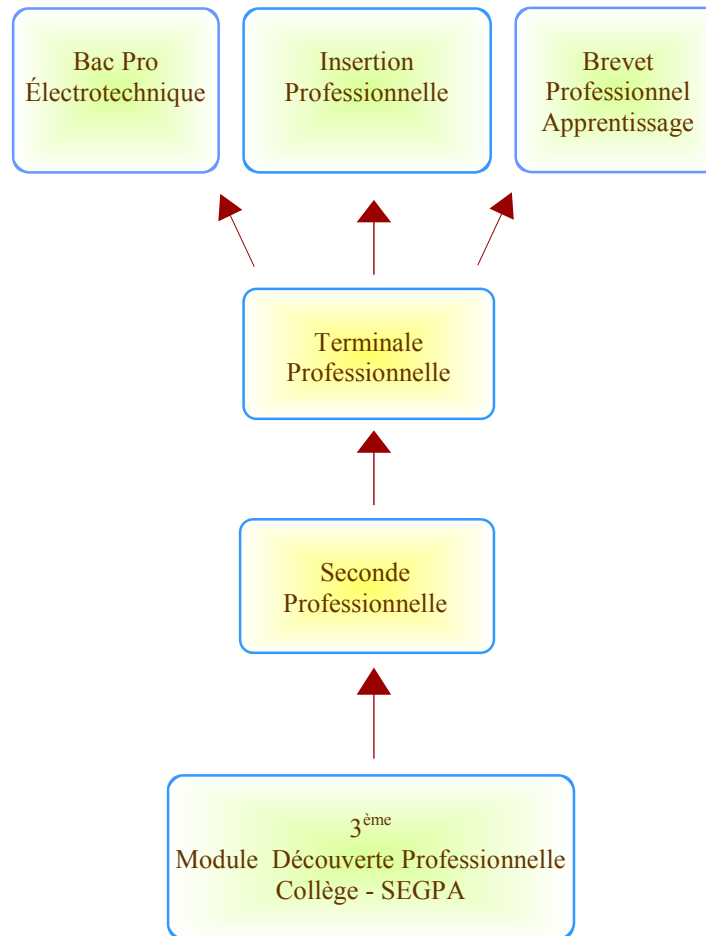 Bac Pro
Électrotechnique
Insertion
Professionnelle
Brevet
Professionnel
Apprentissage
Terminale
Professionnelle
Seconde
Professionnelle
3ème
Module Découverte Professionnelle
Collège - SEGPA